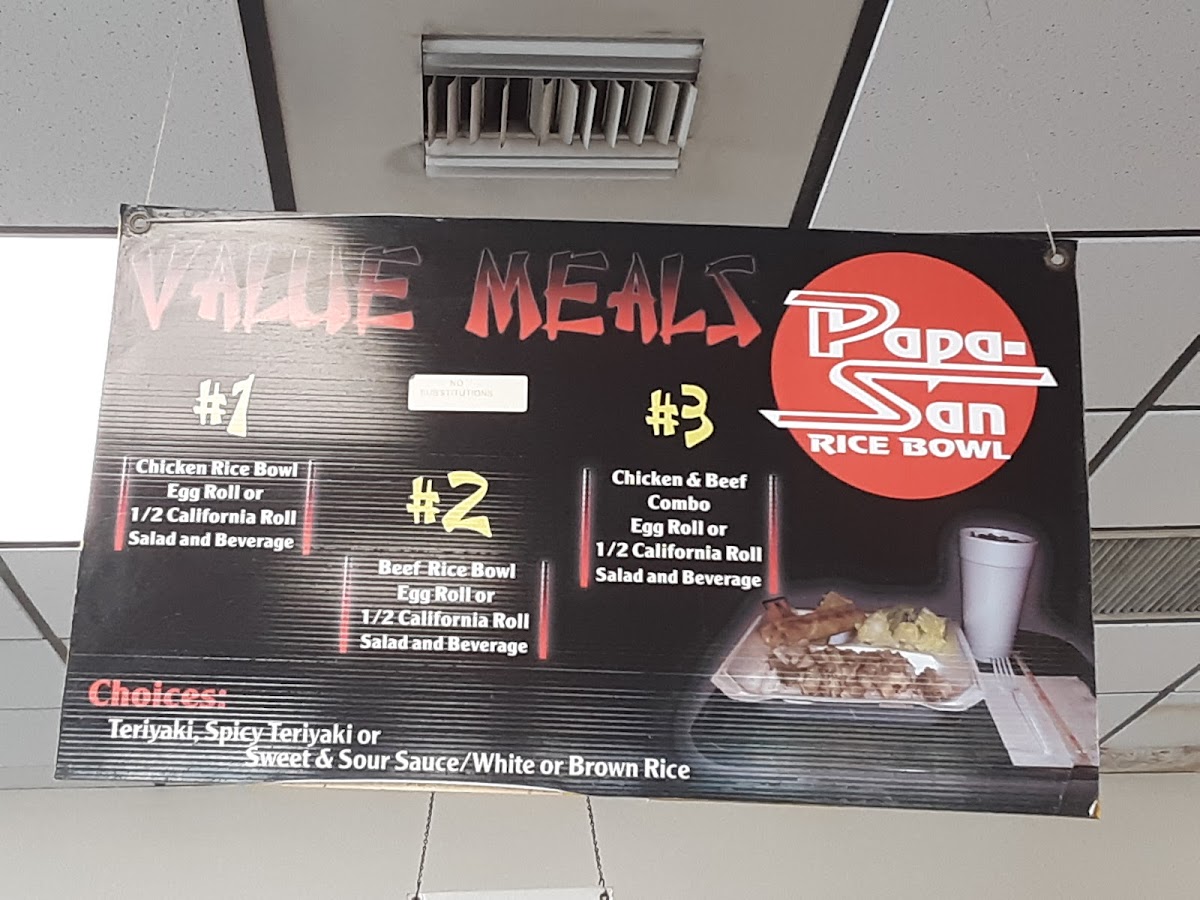 VALUE MEALS
Papa-
San
RICE BOWL
#1
Chicken Rice Bowl
Egg Roll or
1/2 California Roll
Salad and Beverage
NO
SUBSTITUTIONS
#2
Beef Rice Bowl
Egg Roll or
1/2 California Roll
Salad and Beverage
#3
Chicken & Beef
Combo
Egg Roll or
1/2 California Roll
Salad and Beverage
Choices:
Teriyaki, Spicy Teriyaki or
Sweet & Sour Sauce/White or Brown Rice